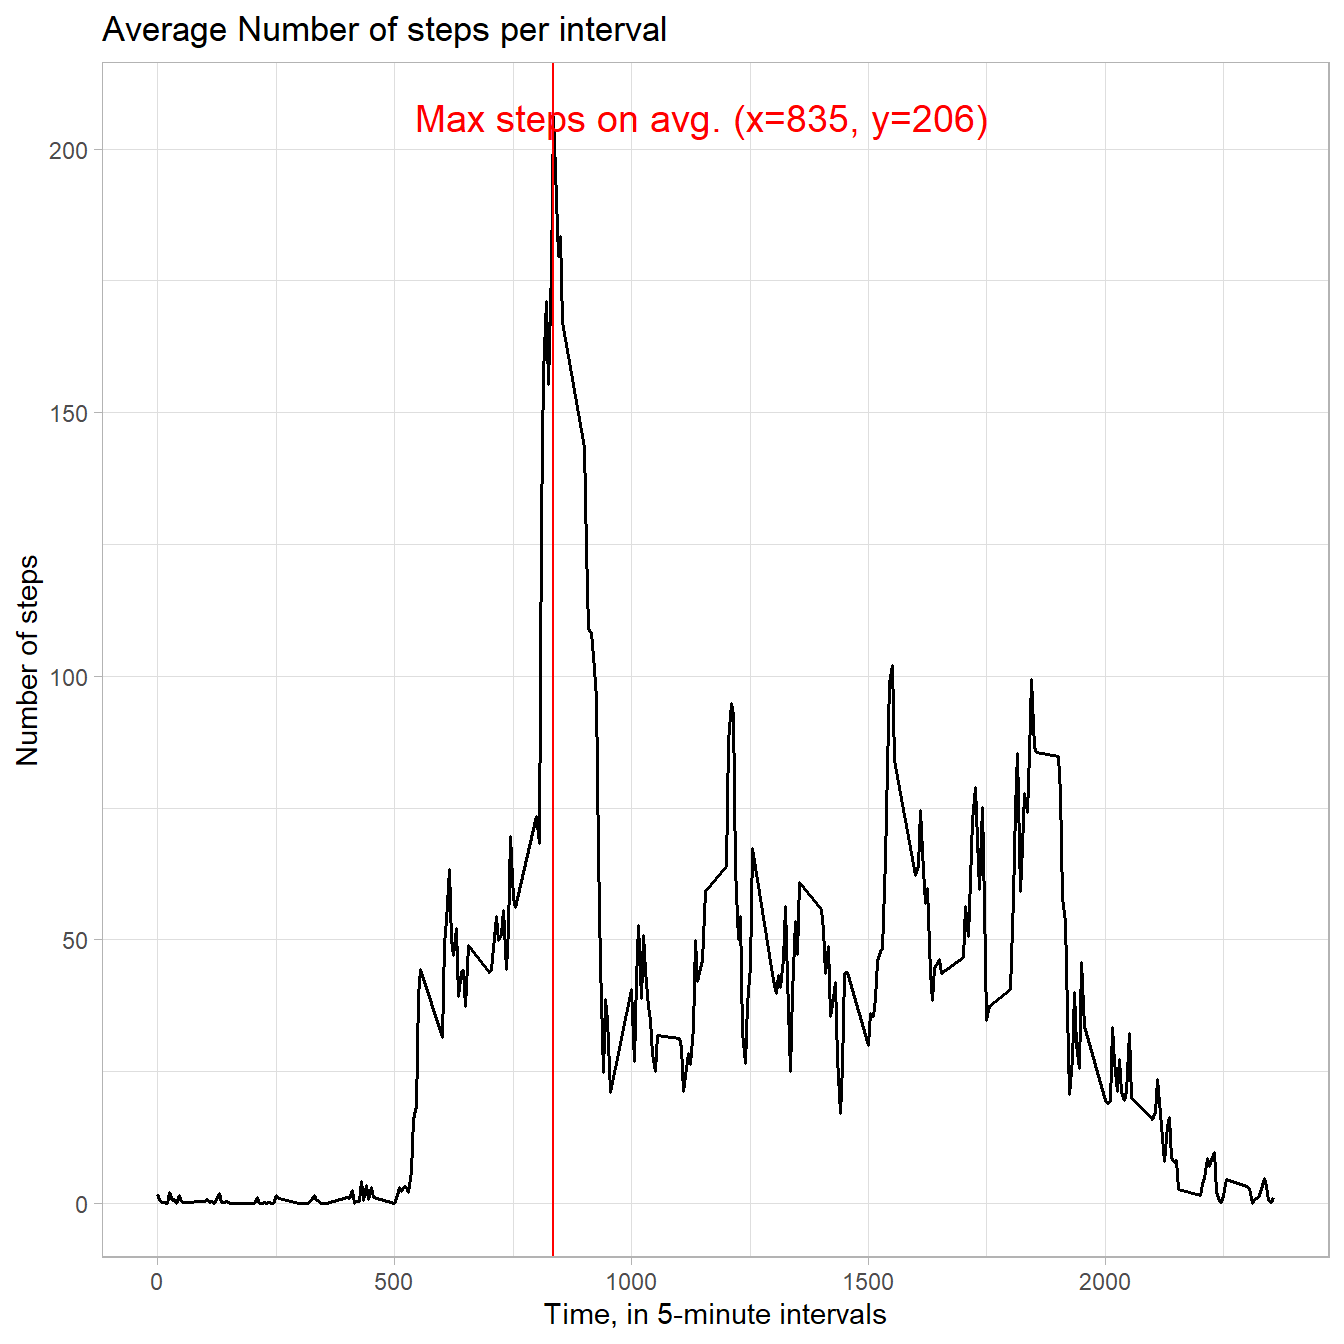 Average Number of steps per interval
Max steps on avg. (x=835, y=206)
200
150
100
50
0
Number of steps
0 500 1000 1500 2000
Time, in 5-minute intervals